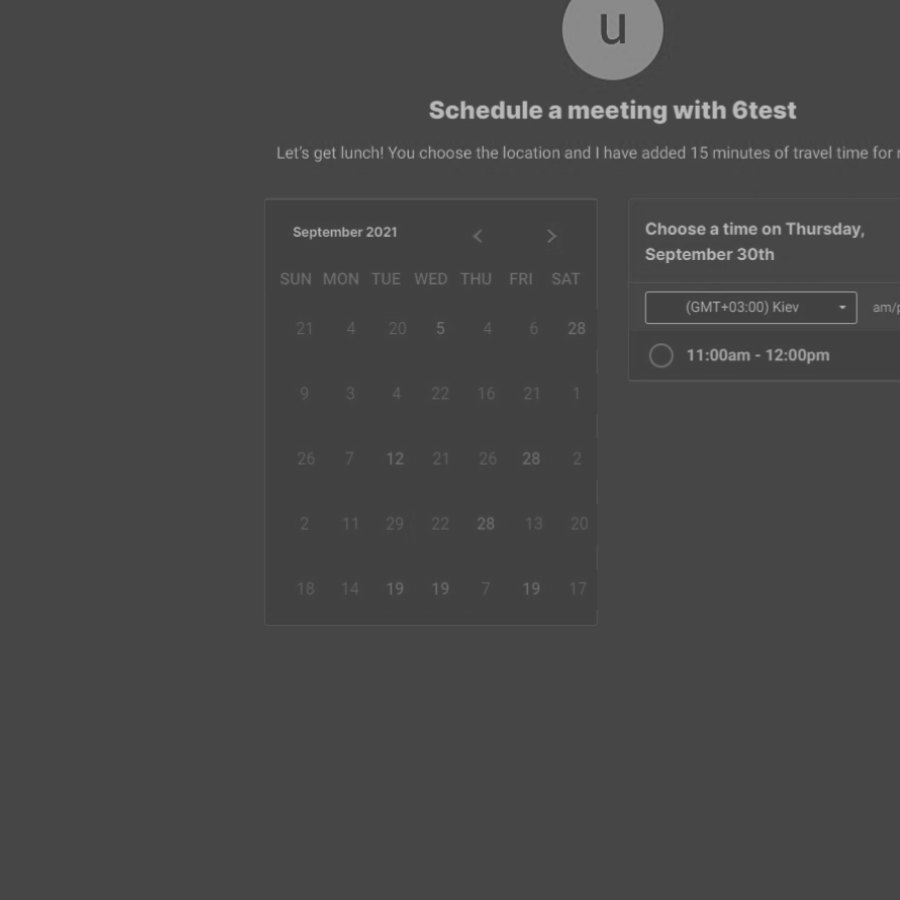 u
Schedule a meeting with 6test
Let's get lunch! You choose the location and I have added 15 minutes of travel time for
September 2021
SUN MON TUE WED THU FRI SAT
21 4 20 5 4 6 28
9 3 4 22 16 21 1
26 7 12 21 26 28 2
2 11 29 22 28 13 20
18 14 19 19 7 19 17
Choose a time on Thursday,
September 30th
(GMT+03:00) Kiev am/
11:00am - 12:00pm